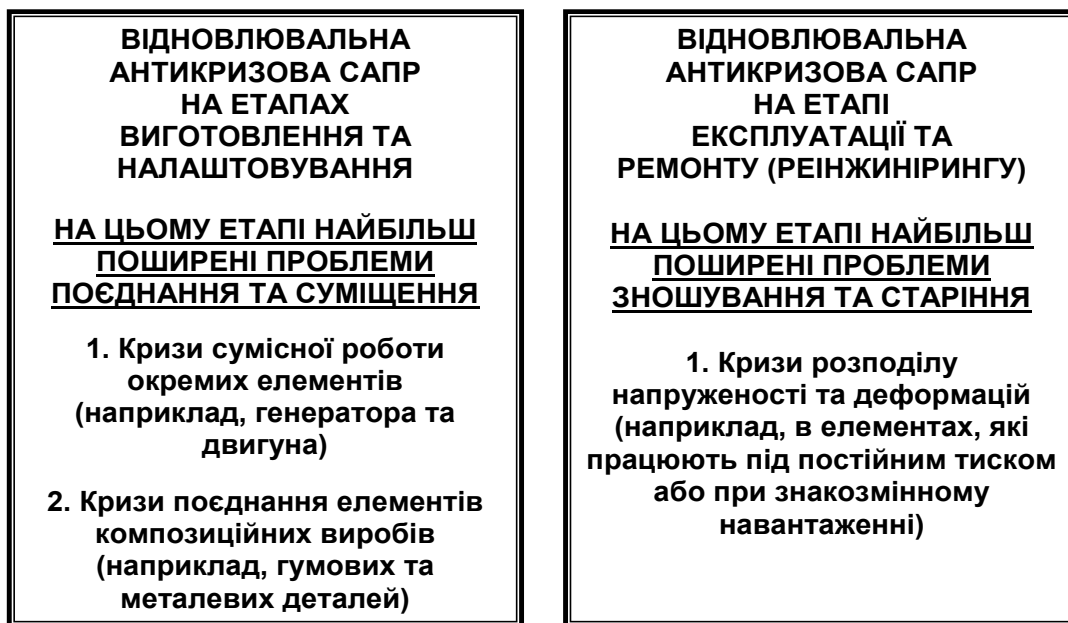 ВІДНОВЛЮВАЛЬНА
АНТИКРИЗОВА САПР
НА ЕТАПАХ
ВИГОТОВЛЕННЯ ТА
НАЛАШТОВУВАННЯ
НА ЦЬОМУ ЕТАПІ НАЙБІЛЬШ
ПОШИРЕНІ ПРОБЛЕМИ
ПОЄДНАННЯ ТА СУМІЩЕННЯ
1. Кризи сумісної роботи
окремих елементів
(наприклад, генератора та
двигуна)
2. Кризи поєднання елементів
композиційних виробів
(наприклад, гумових та
металевих деталей)
ВІДНОВЛЮВАЛЬНА
АНТИКРИЗОВА САПР
НА ЕТАПІ
ЕКСПЛУАТАЦІЇ ТА
РЕМОНТУ (РЕІНЖИНІРИНГУ)
НА ЦЬОМУ ЕТАПІ НАЙБІЛЬШ
ПОШИРЕНІ ПРОБЛЕМИ
ЗНОШУВАННЯ ТА СТАРІННЯ
1. Кризи розподілу
напруженості та деформацій
(наприклад, в елементах, які
працюють під постійним тиском
або при знакозмінному
навантаженні)